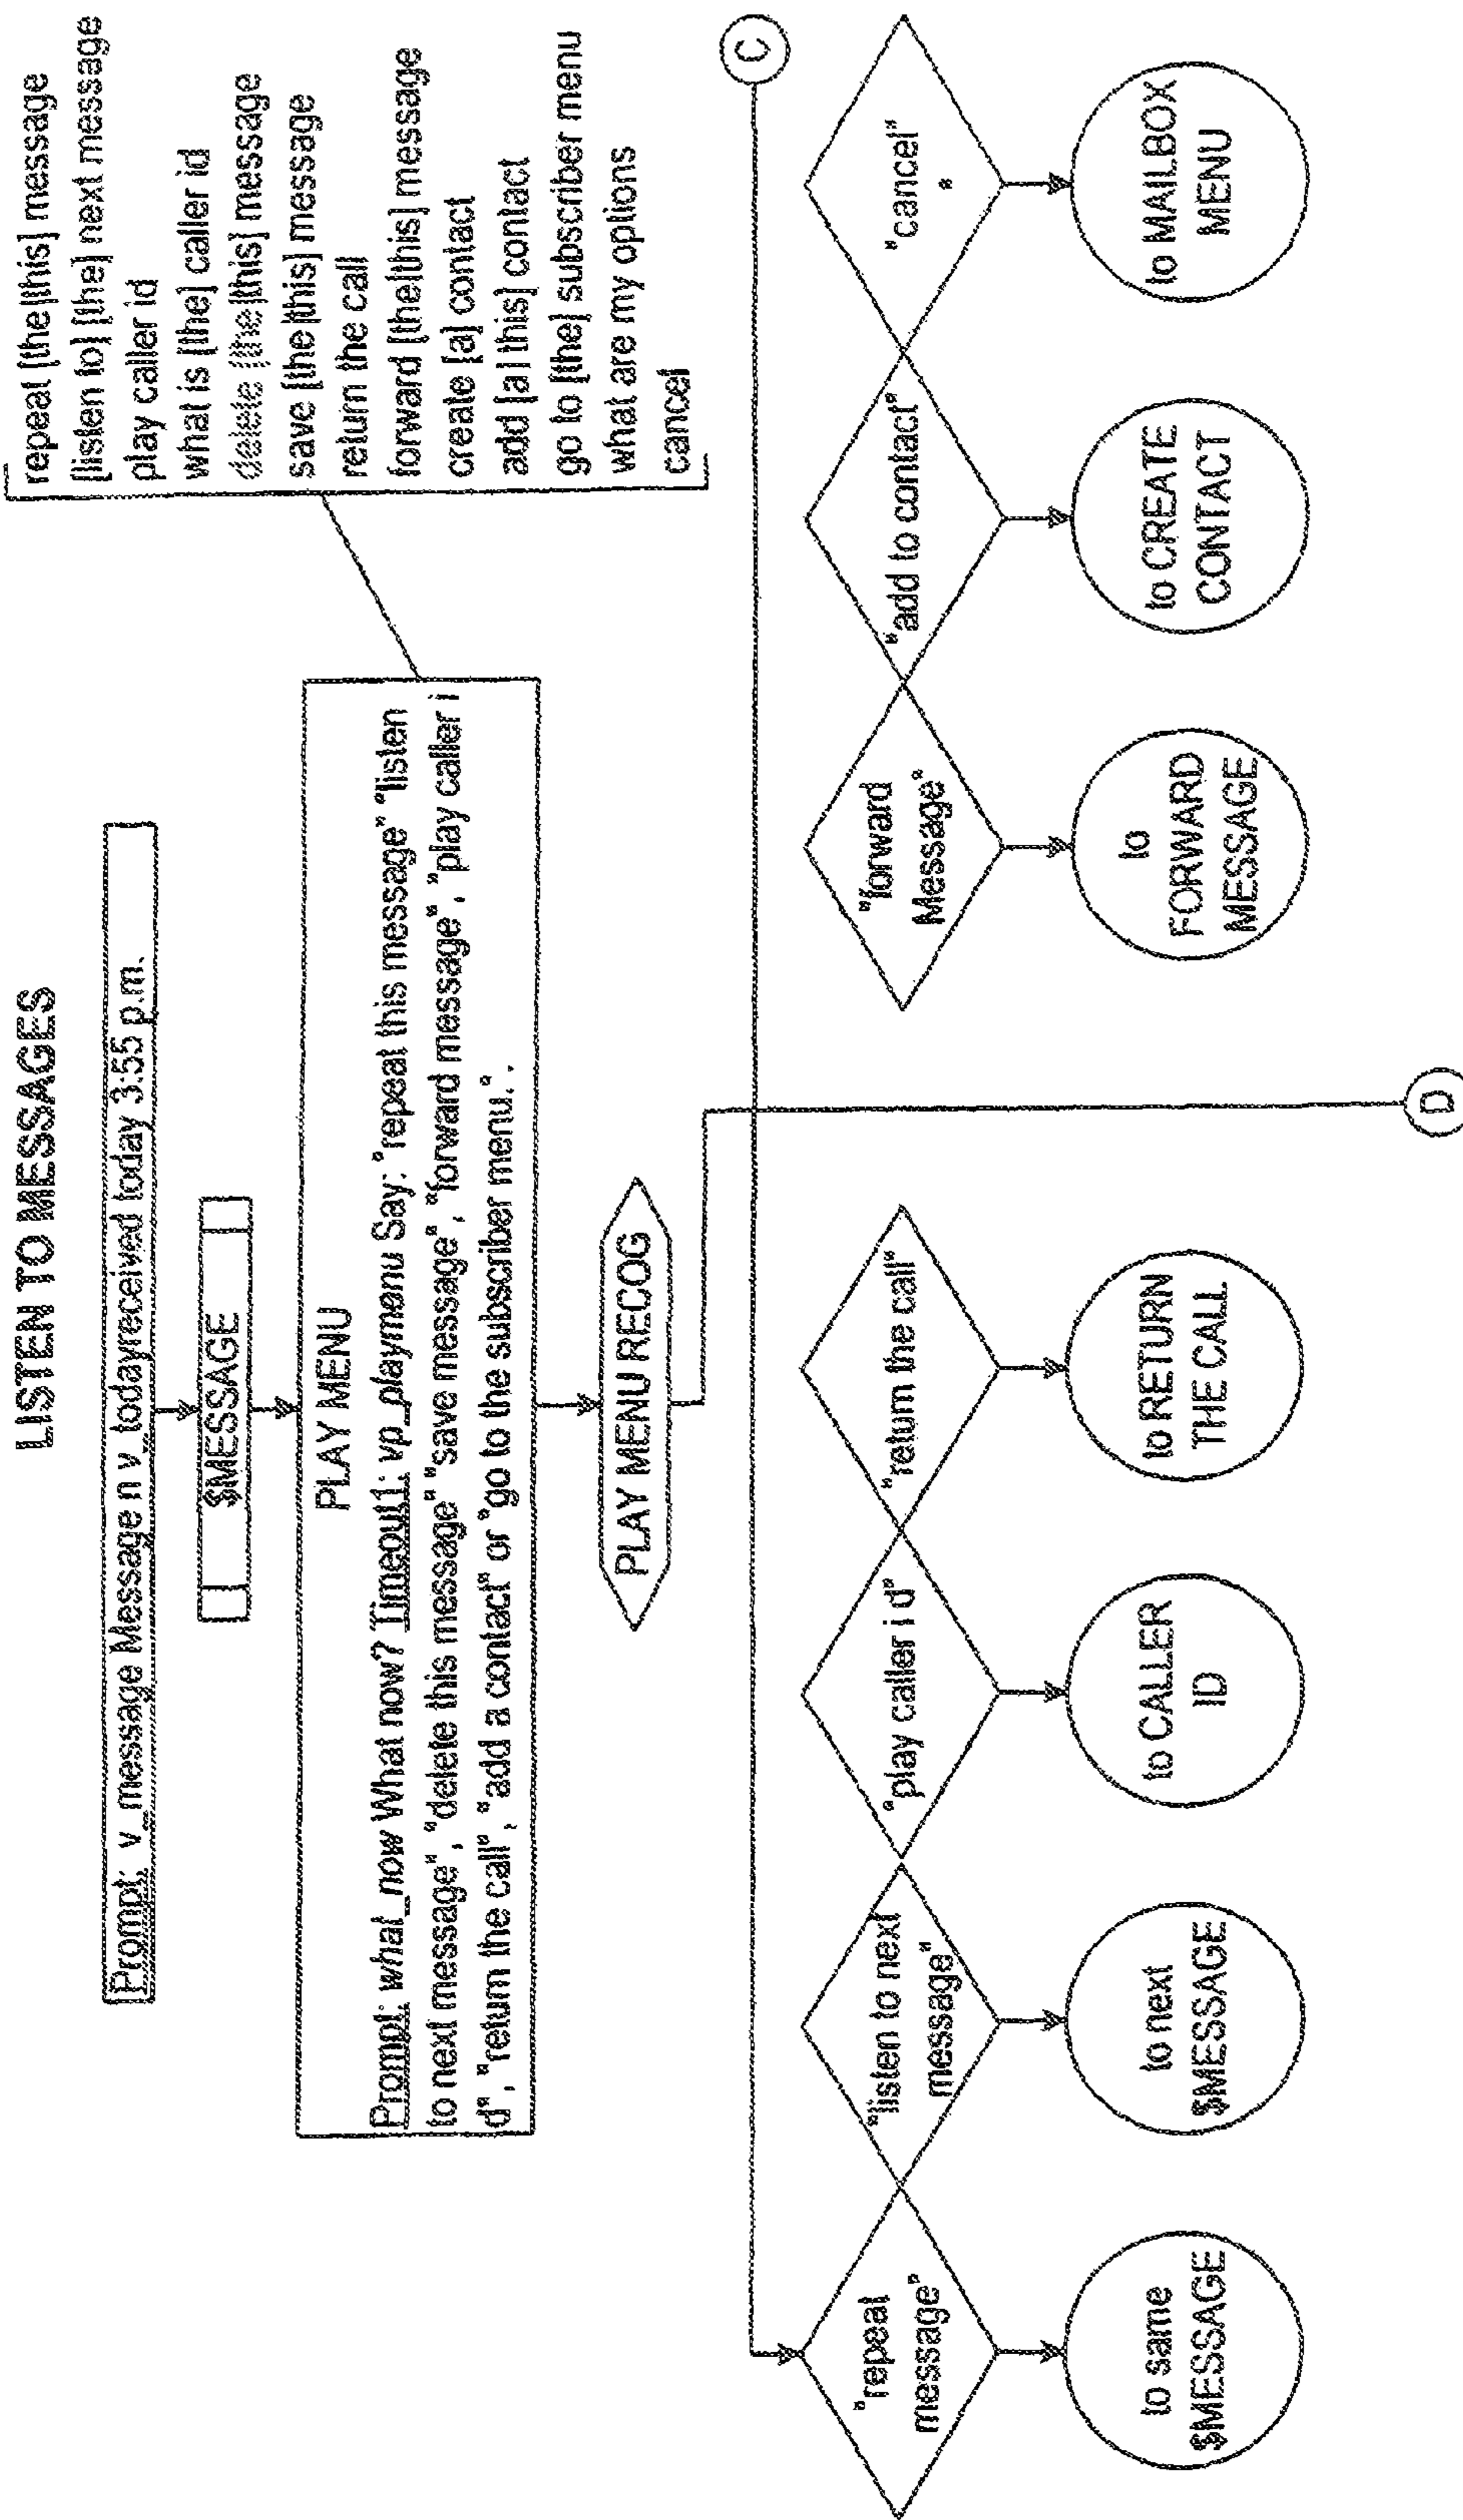 LISTEN TO MESSAGES
Prompt: v_message Message n v_todayreceived today 3:55 p.m.
$MESSAGE
PLAY MENU
Prompt: what_now What now? Timeout1: vp_playmenu Say: "repeat this message" "listen
to next message", "delete this message" "save message", "forward message", "play caller i
d", "return the call", "add a contact" or "go to the subscriber menu.".
repeat [the|this] message
[listen to] [the] next message
play caller id
what is [the] caller id
delete [the|this] message
save [the|this] message
return the call
forward [the|this] message
create [a] contact
add [a|this] contact
go to [the] subscriber menu
what are my options
cancel
PLAY MENU RECOG
C
"repeat
message"
"listen to next
message"
"play caller i d"
"return the call"
"forward
Message"
"add to contact"
"cancel"
*
to same
$MESSAGE
to next
$MESSAGE
to CALLER
ID
to RETURN
THE CALL
to
FORWARD
MESSAGE
to CREATE
CONTACT
to MAILBOX
MENU
D